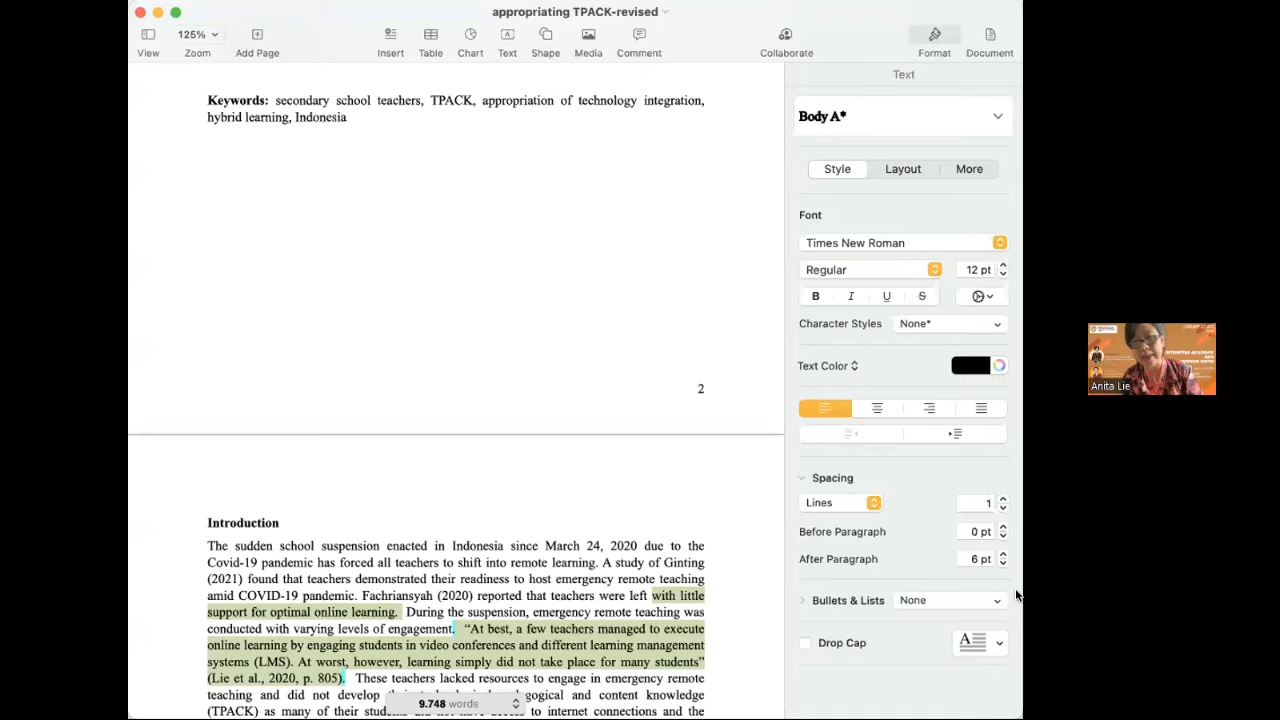 appropriating TPACK-revised
125%
View Zoom Add Page Insert Table Chart Text Shape Media Comment Collaborate Format Document
Text
Keywords: secondary school teachers, TPACK, appropriation of technology integration,
hybrid learning, Indonesia
2
Introduction
The sudden school suspension enacted in Indonesia since March 24, 2020 due to the
Covid-19 pandemic has forced all teachers to shift into remote learning. A study of Ginting
(2021) found that teachers demonstrated their readiness to host emergency remote teaching
amid COVID-19 pandemic. Fachriansyah (2020) reported that teachers were left with little
support for optimal online learning. During the suspension, emergency remote teaching was
conducted with varying levels of engagement. “At best, a few teachers managed to execute
online learning by engaging students in video conferences and different learning management
systems (LMS). At worst, however, learning simply did not take place for many students”
(Lie et al., 2020, p. 805). These teachers lacked resources to engage in emergency remote
teaching and did not develop pedagogical and content knowledge
(TPACK) as many of their to internet connections and the
9.748 words
Body A*
Style Layout More
Font
Times New Roman
Regular 12 pt
B I U S
Character Styles None*
Text Color
Spacing
Lines 1
Before Paragraph 0 pt
After Paragraph 6 pt
Bullets & Lists None
Drop Cap
A
Anita Lie